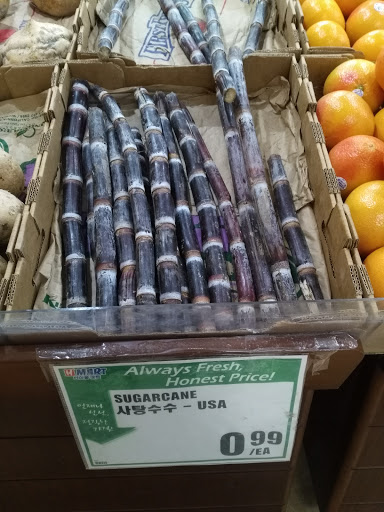 H MART
Always Fresh,
Honest Price!
SUGARCANE
사탕수수 - USA
0.99
/EA